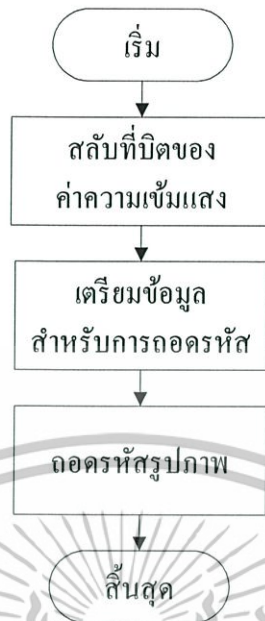 เริ่ม
สลับที่บิตของ
ค่าความเข้มแสง
เตรียมข้อมูล
สำหรับการถอดรหัส
ถอดรหัสรูปภาพ
สิ้นสุด